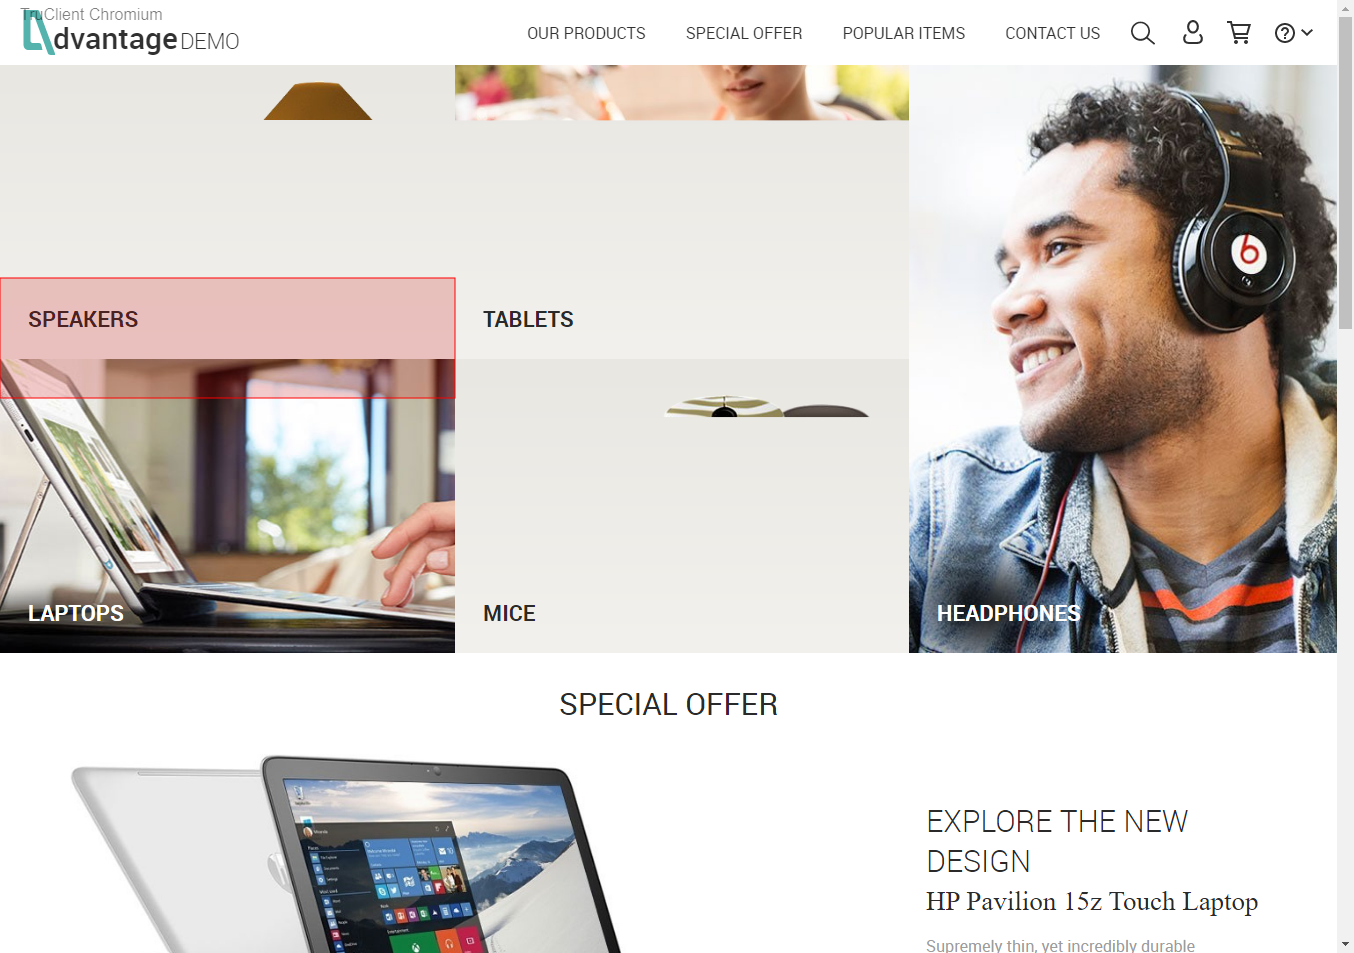 TruClient Chromium
dvantage DEMO
OUR PRODUCTS
SPECIAL OFFER
POPULAR ITEMS
CONTACT US
SPEAKERS
TABLETS
LAPTOPS
MICE
HEADPHONES
SPECIAL OFFER
EXPLORE THE NEW
DESIGN
HP Pavilion 15z Touch Laptop
Supremely thin, yet incredibly durable